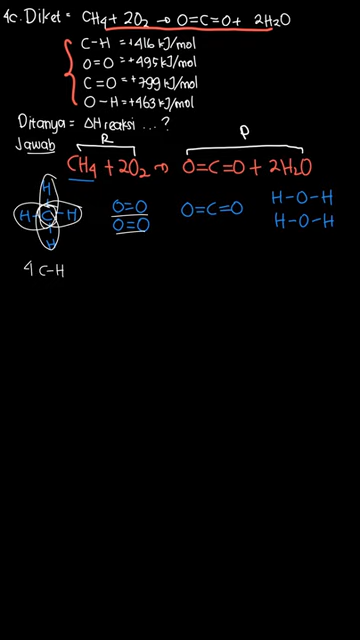 4c. Diket = CH4 + 2O2 → O=C=O + 2H2O
C-H = +416 kJ/mol
O=O = +495 kJ/mol
C=O = +799 kJ/mol
O-H = +463 kJ/mol
Ditanya = ΔH reaksi ...?
Jawab
R P
CH4 + 2O2 → O=C=O + 2H2O
H
H-C-H O=O O=C=O H-O-H
H O=O H-O-H
4 C-H